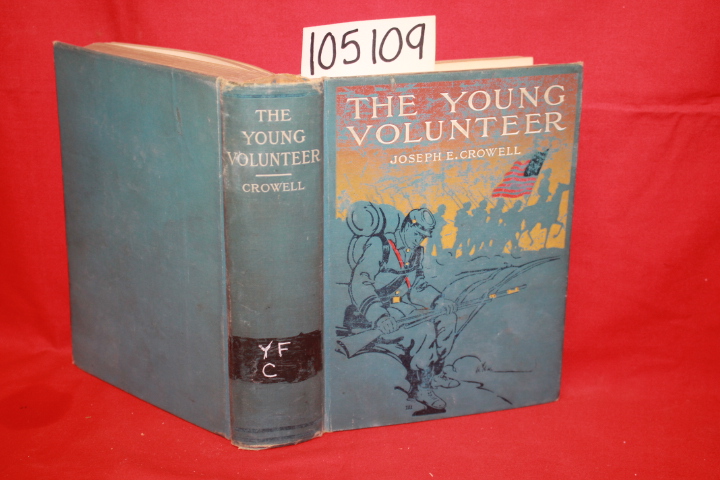 105109
THE
YOUNG
VOLUNTEER
CROWELL
YF
C
THE YOUNG
VOLUNTEER
JOSEPH E. CROWELL